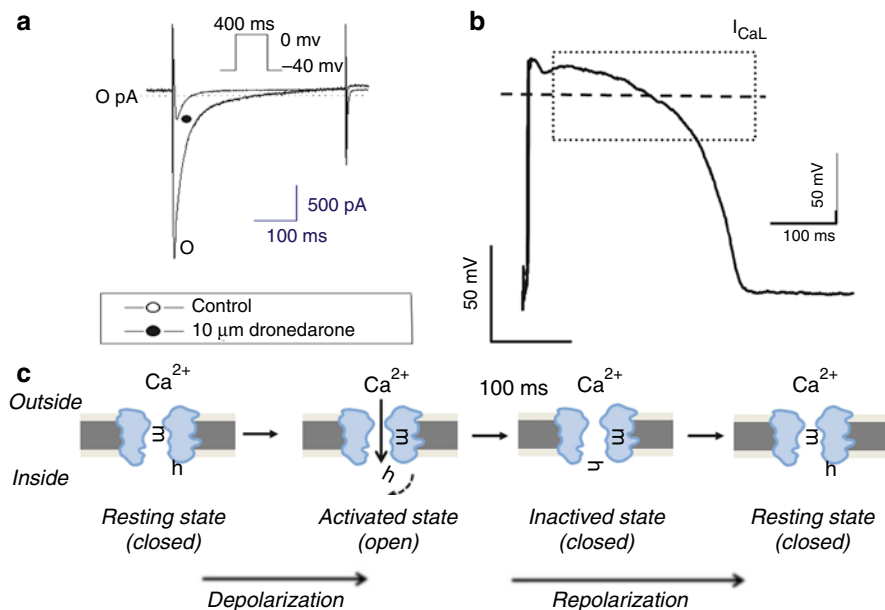 a
400 ms
0 mv
–40 mv
O pA
O
500 pA
100 ms
Control
10 μm dronedarone
b
I_CaL
50 mV
100 ms
50 mV
c
Ca2+
Ca2+
100 ms
Ca2+
Ca2+
Outside
m
m
m
m
Inside
h
h
h
h
Resting state
(closed)
Activated state
(open)
Inactived state
(closed)
Resting state
(closed)
Depolarization
Repolarization